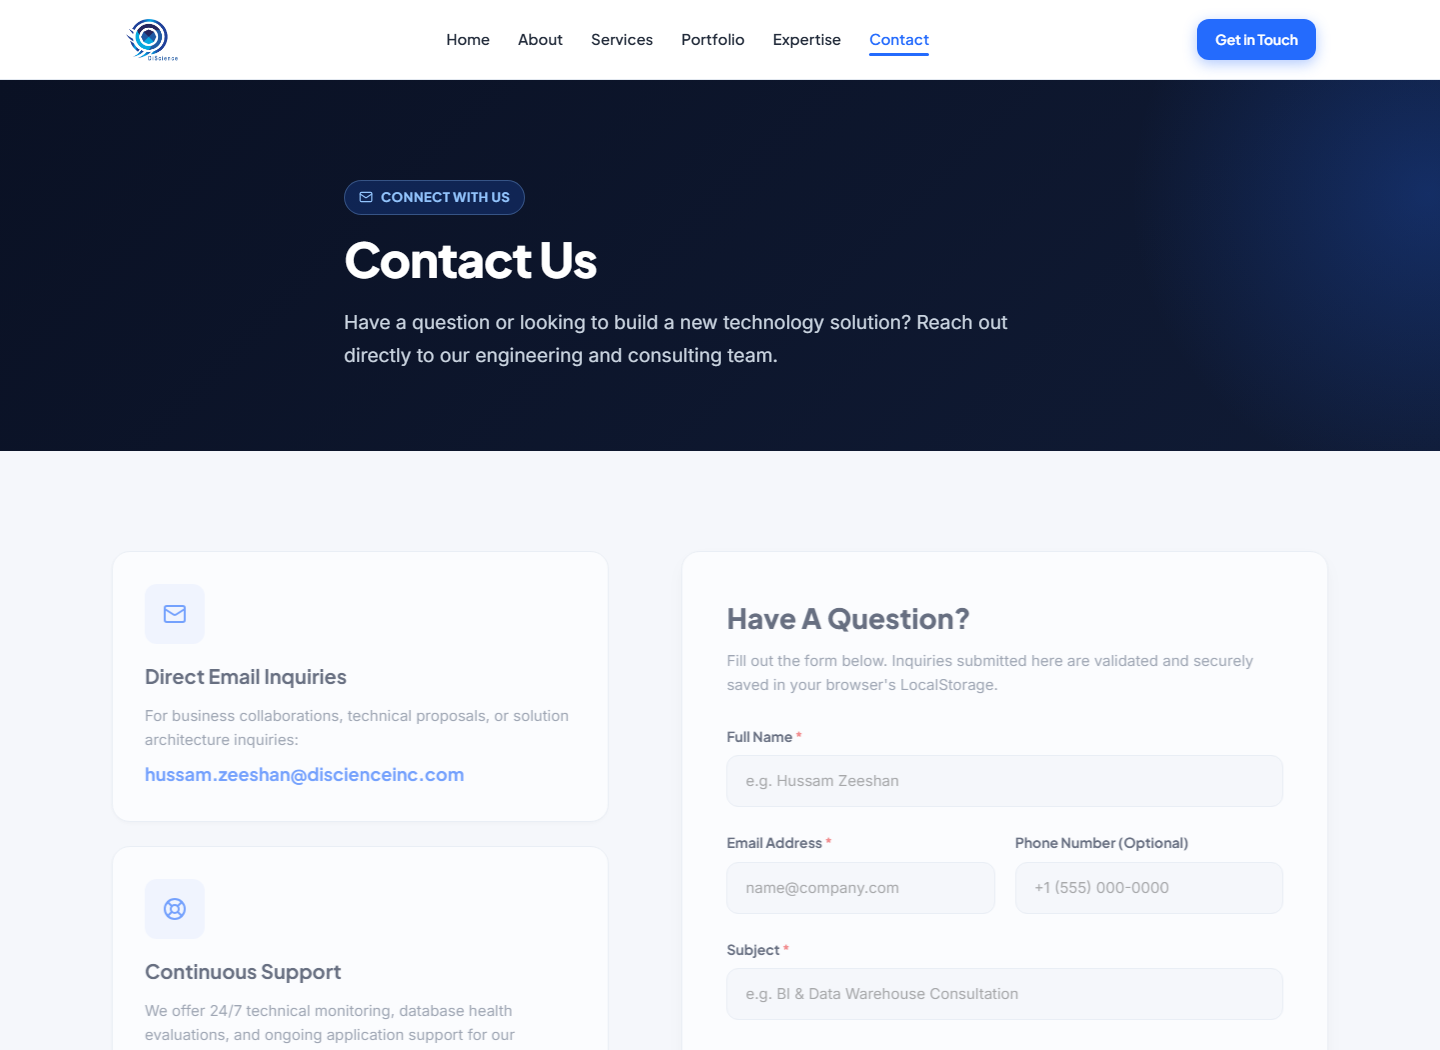 DiScience
Home
About
Services
Portfolio
Expertise
Contact
Get in Touch
CONNECT WITH US
Contact Us
Have a question or looking to build a new technology solution? Reach out
directly to our engineering and consulting team.
Direct Email Inquiries
For business collaborations, technical proposals, or solution
architecture inquiries:
hussam.zeeshan@discienceinc.com
Continuous Support
We offer 24/7 technical monitoring, database health
evaluations, and ongoing application support for our
Have A Question?
Fill out the form below. Inquiries submitted here are validated and securely
saved in your browser's LocalStorage.
Full Name *
e.g. Hussam Zeeshan
Email Address *
name@company.com
Phone Number (Optional)
+1 (555) 000-0000
Subject *
e.g. BI & Data Warehouse Consultation